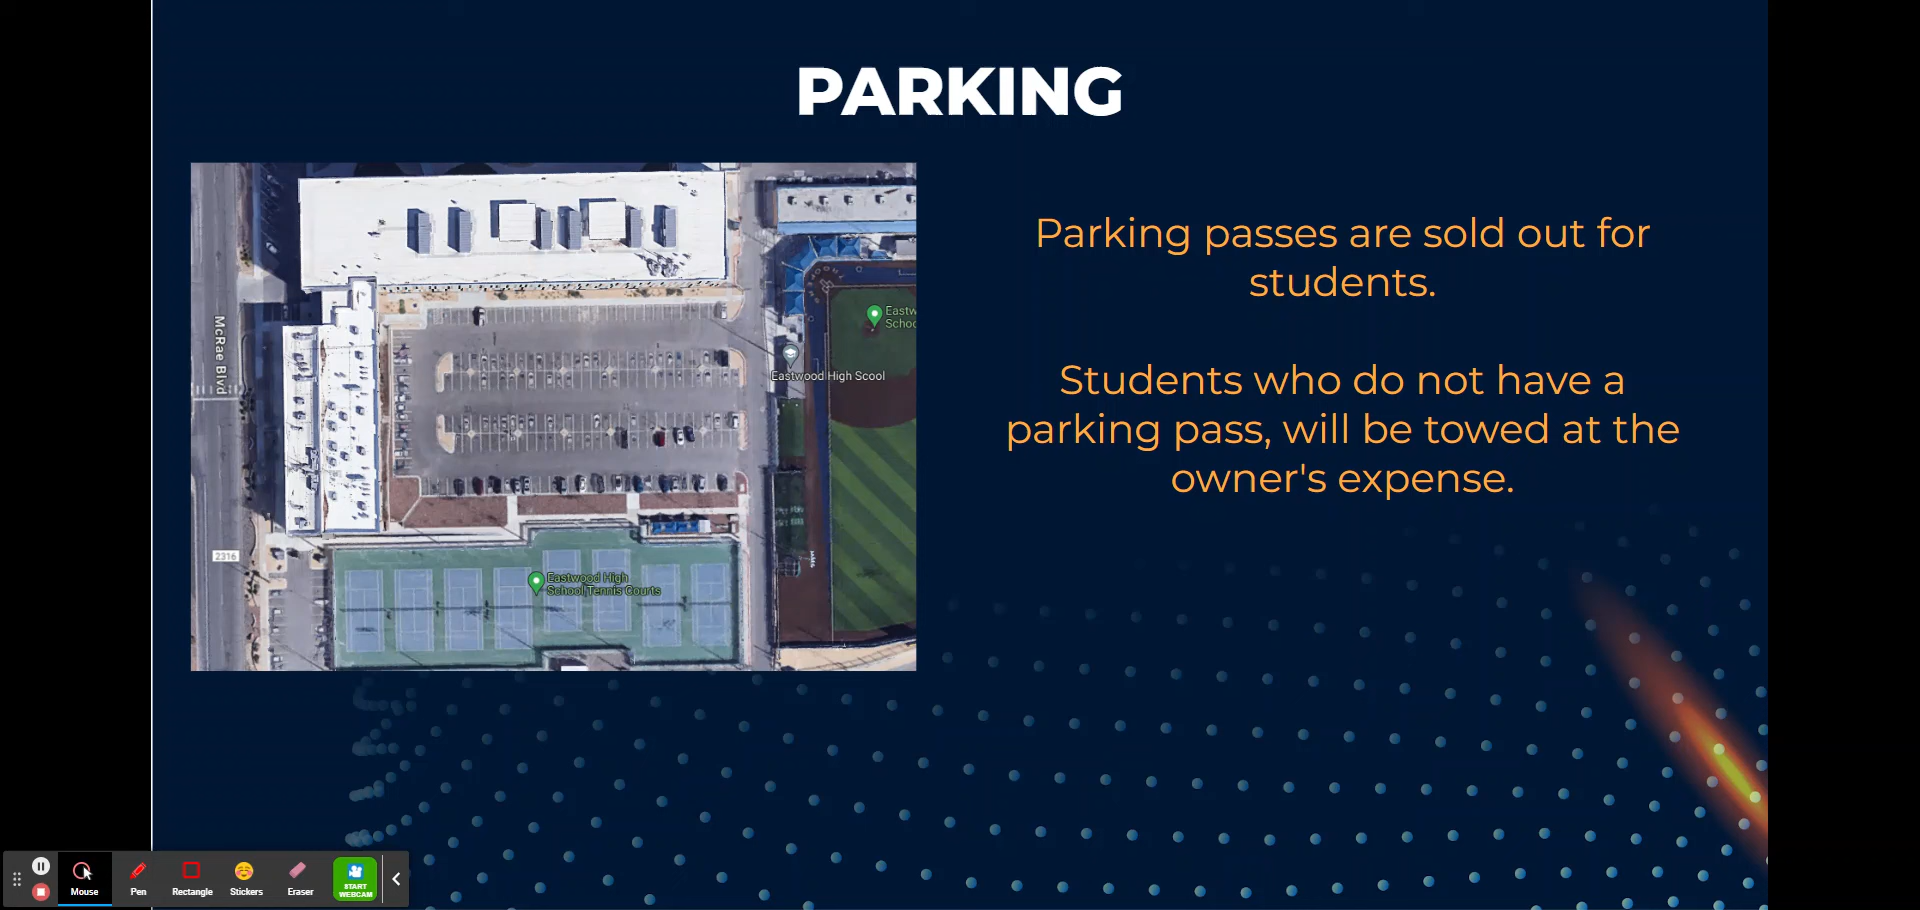 PARKING
Parking passes are sold out for
students.
Students who do not have a
parking pass, will be towed at the
owner's expense.
McRae Blvd
2316
Eastw
Schoo
Eastwood High Scool
Eastwood High
School Tennis Courts
Mouse
Pen
Rectangle
Stickers
Eraser
START
WEBCAM